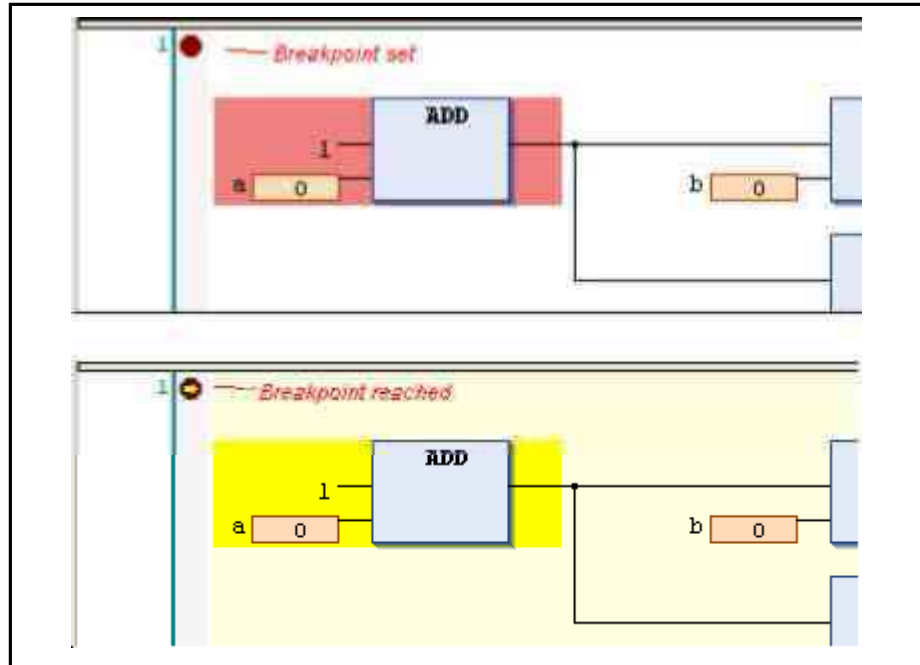 1 Breakpoint set
ADD
1
a 0 b 0
1 Breakpoint reached
ADD
1
a 0 b 0